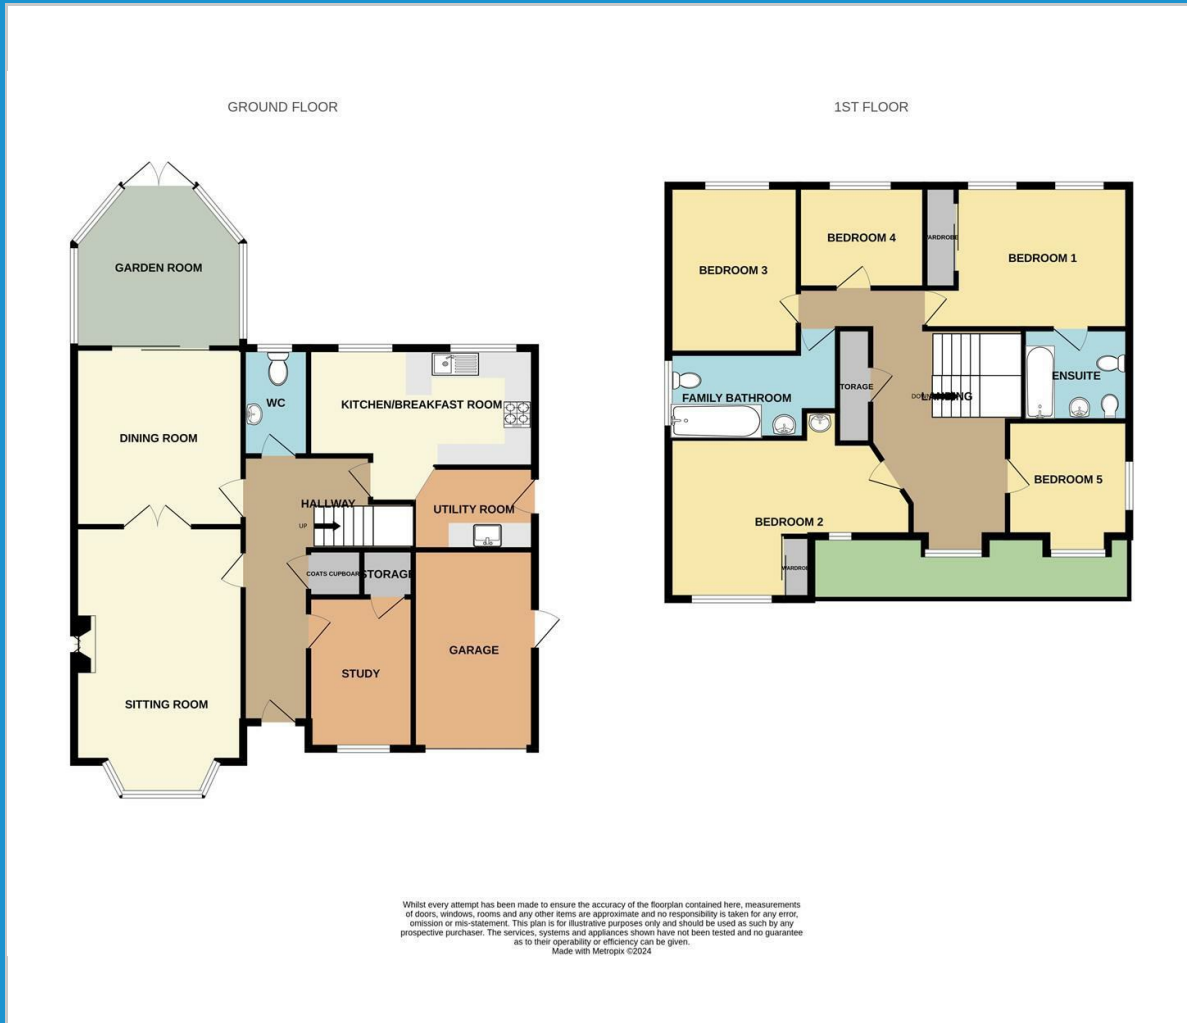 GROUND FLOOR
GARDEN ROOM
DINING ROOM
WC
KITCHEN/BREAKFAST ROOM
HALLWAY
UP
UTILITY ROOM
COATS CUPBOARD
STORAGE
STUDY
GARAGE
SITTING ROOM
1ST FLOOR
BEDROOM 3
BEDROOM 4
WARDROBE
BEDROOM 1
FAMILY BATHROOM
STORAGE
DOWN
LANDING
ENSUITE
BEDROOM 5
BEDROOM 2
WARDROBE
Whilst every attempt has been made to ensure the accuracy of the floorplan contained here, measurements
of doors, windows, rooms and any other items are approximate and no responsibility is taken for any error,
omission or mis-statement. This plan is for illustrative purposes only and should be used as such by any
prospective purchaser. The services, systems and appliances shown have not been tested and no guarantee
as to their operability or efficiency can be given.
Made with Metropix ©2024